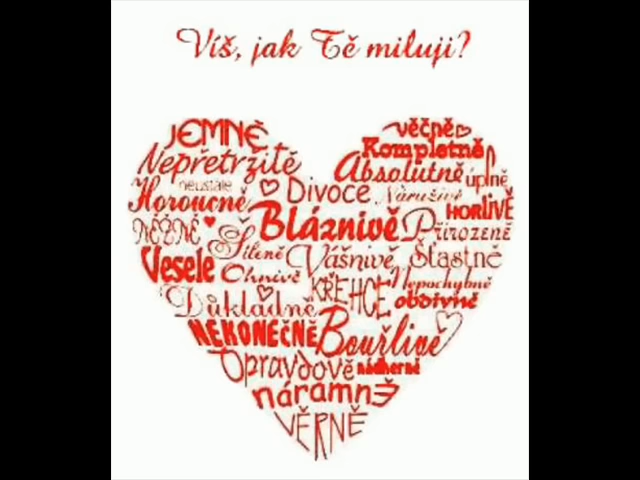 Víš, jak Tě miluji?
JEMNĚ
věčně
Nepřetržitě
Kompletně
Absolutně
úplně
neustále
Horoucně
Divoce
Náruživě
HORLIVĚ
NĚŽNĚ
Bláznivě
Přirozeně
Šíleně
Vášnivě
Šťastně
Vesele
Ohnivě
KŘEHCE
Nepochybně
obdivně
Důkladně
NEKONEČNĚ
Bouřlivě
Opravdově
nádherně
náramně
VĚRNĚ